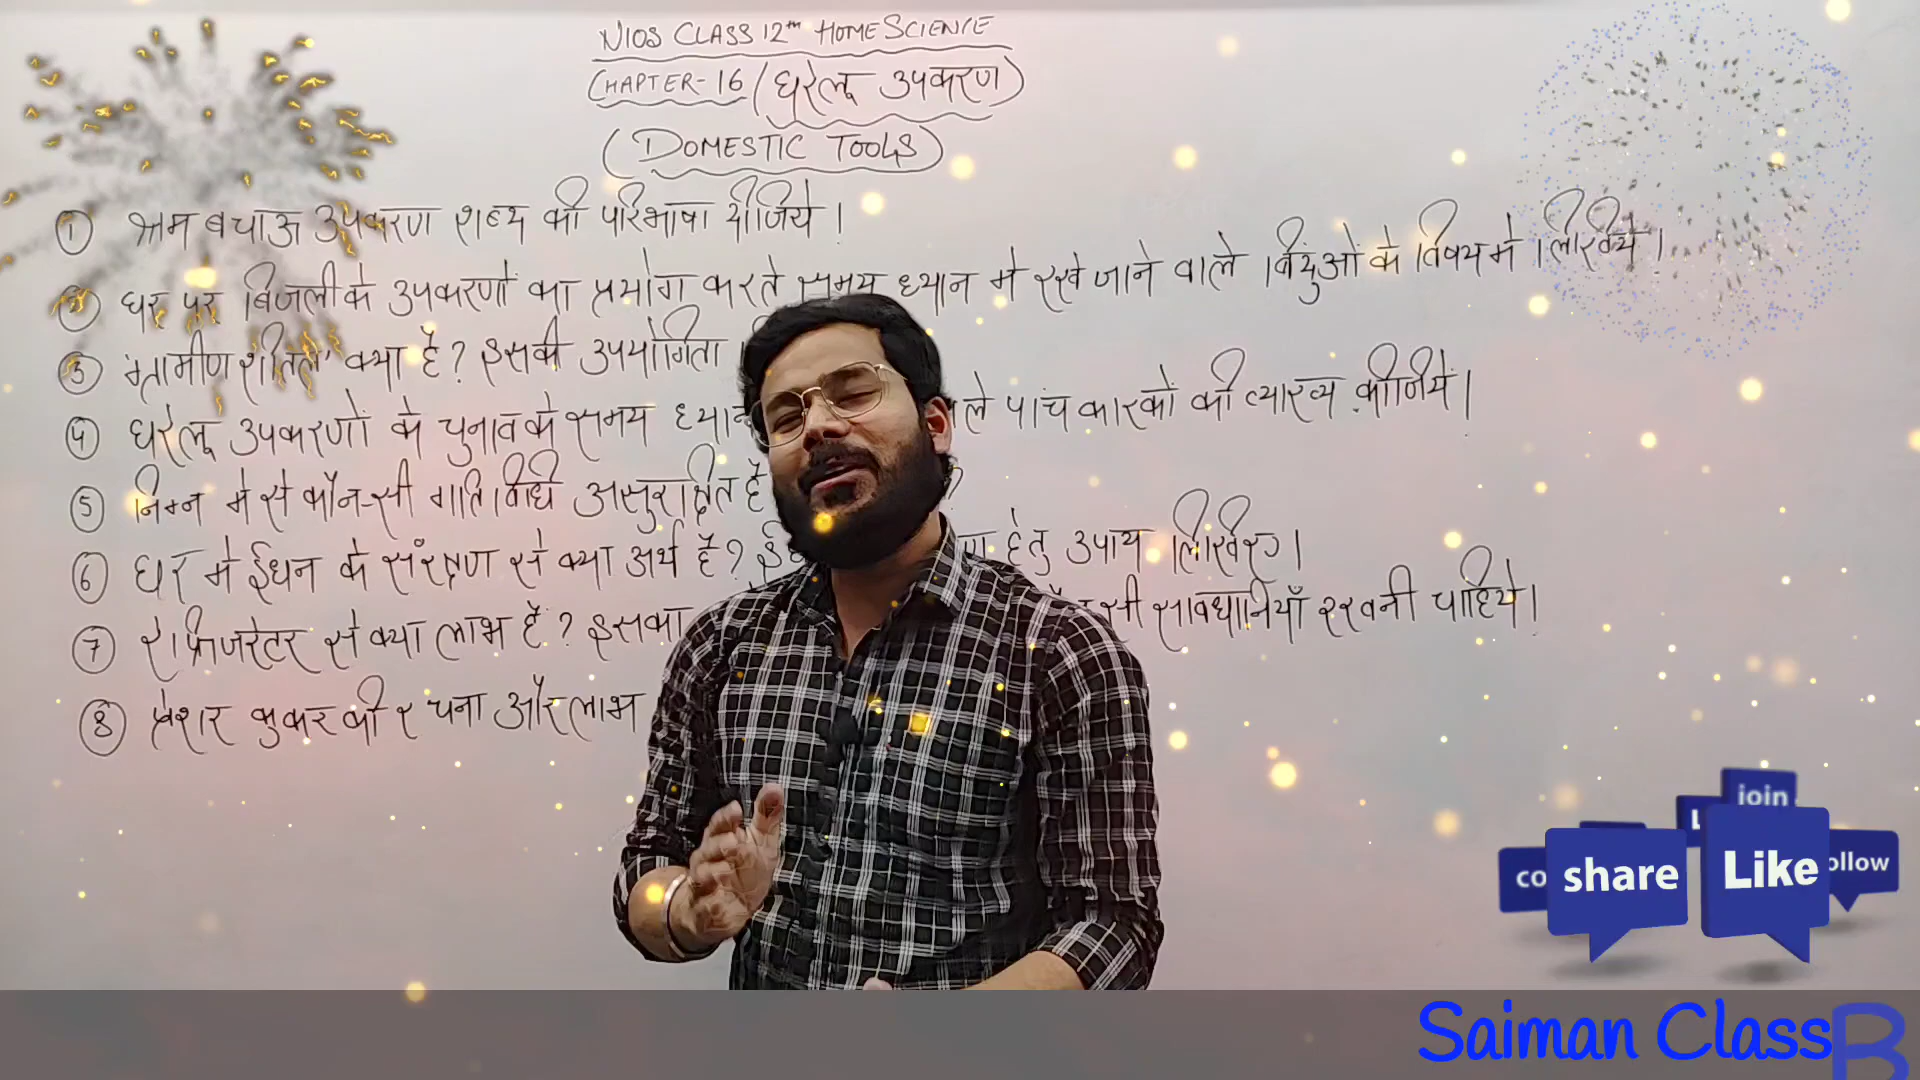 NIOS CLASS 12th HOME SCIENCE
CHAPTER-16/(घरेलू उपकरण)
(DOMESTIC TOOLS)
① श्रम बचाऊ उपकरण शब्द की परिभाषा दीजिये।
② घर पर बिजली के उपकरणों का प्रयोग करते समय ध्यान मे रखे जाने वाले बिंदुओं के विषय मे लिखिये।
③ 'ग्रामीण शीतल' क्या है? इसकी उपयोगिता
④ घरेलू उपकरणों के चुनाव के समय ध्यान ले पांच कारकों की व्याख्य कीजिये।
⑤ निम्न मे से कौन-सी गतिविधि असुरक्षित है ?
⑥ घर मे ईंधन के संरक्षण से क्या अर्थ है? हेतु उपाय लिखिए।
⑦ रेफ्रिजरेटर से क्या लाभ है? इसका सी सावधानियाँ रखनी चाहिये।
⑧ प्रेशर कुकर की रचना और लाभ
join
L
co share Like ollow
Saiman Class
B